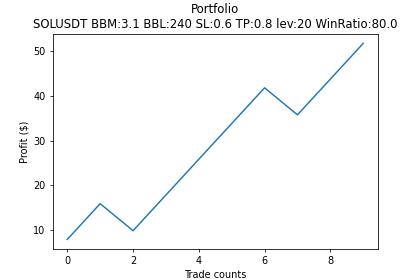 Portfolio
SOLUSDT BBM:3.1 BBL:240 SL:0.6 TP:0.8 lev:20 WinRatio:80.0
50
40
30
20
10
Profit ($)
0 2 4 6 8
Trade counts